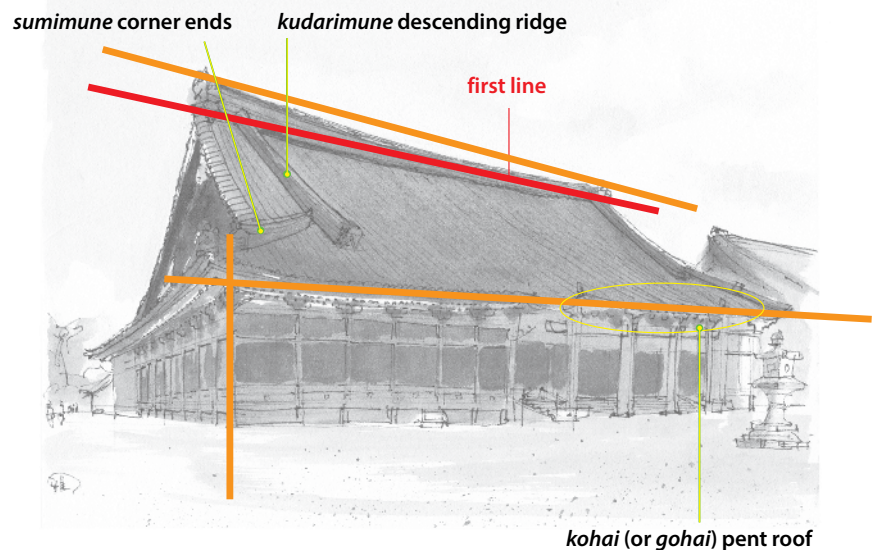 sumimune corner ends
kudarimune descending ridge
first line
kohai (or gohai) pent roof